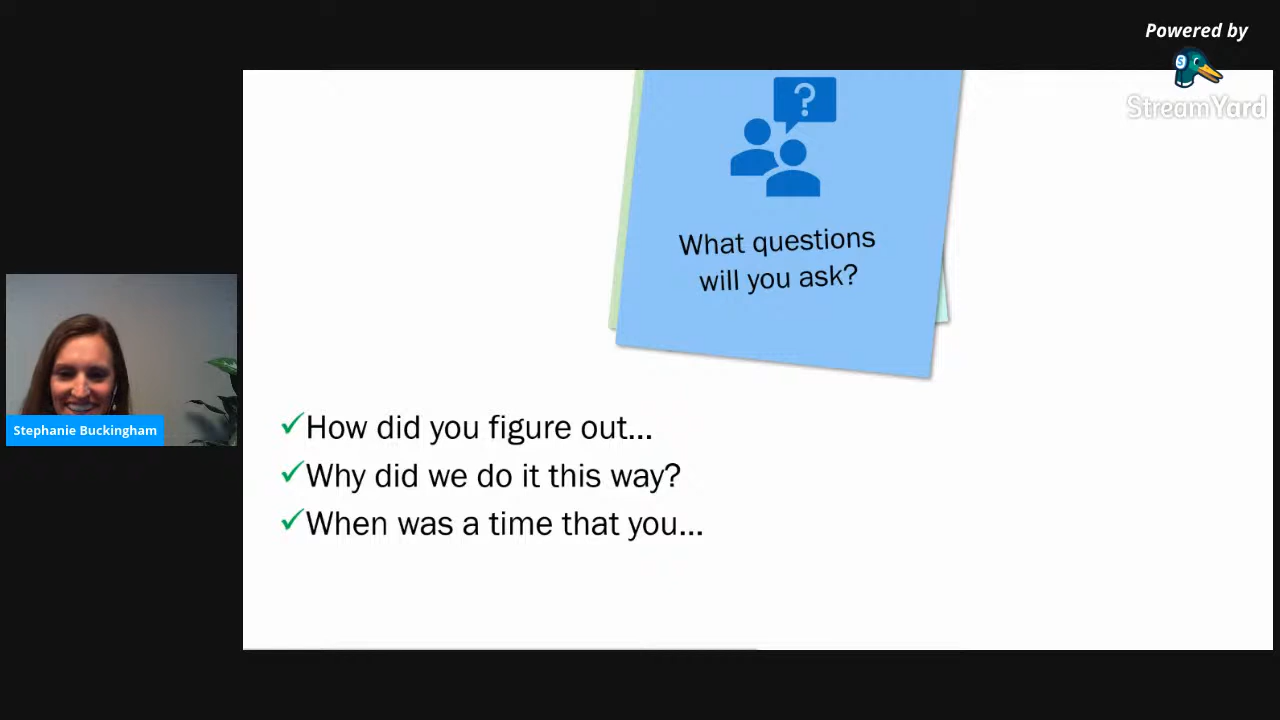 Powered by
StreamYard
?
What questions
will you ask?
Stephanie Buckingham
✓How did you figure out...
✓Why did we do it this way?
✓When was a time that you...